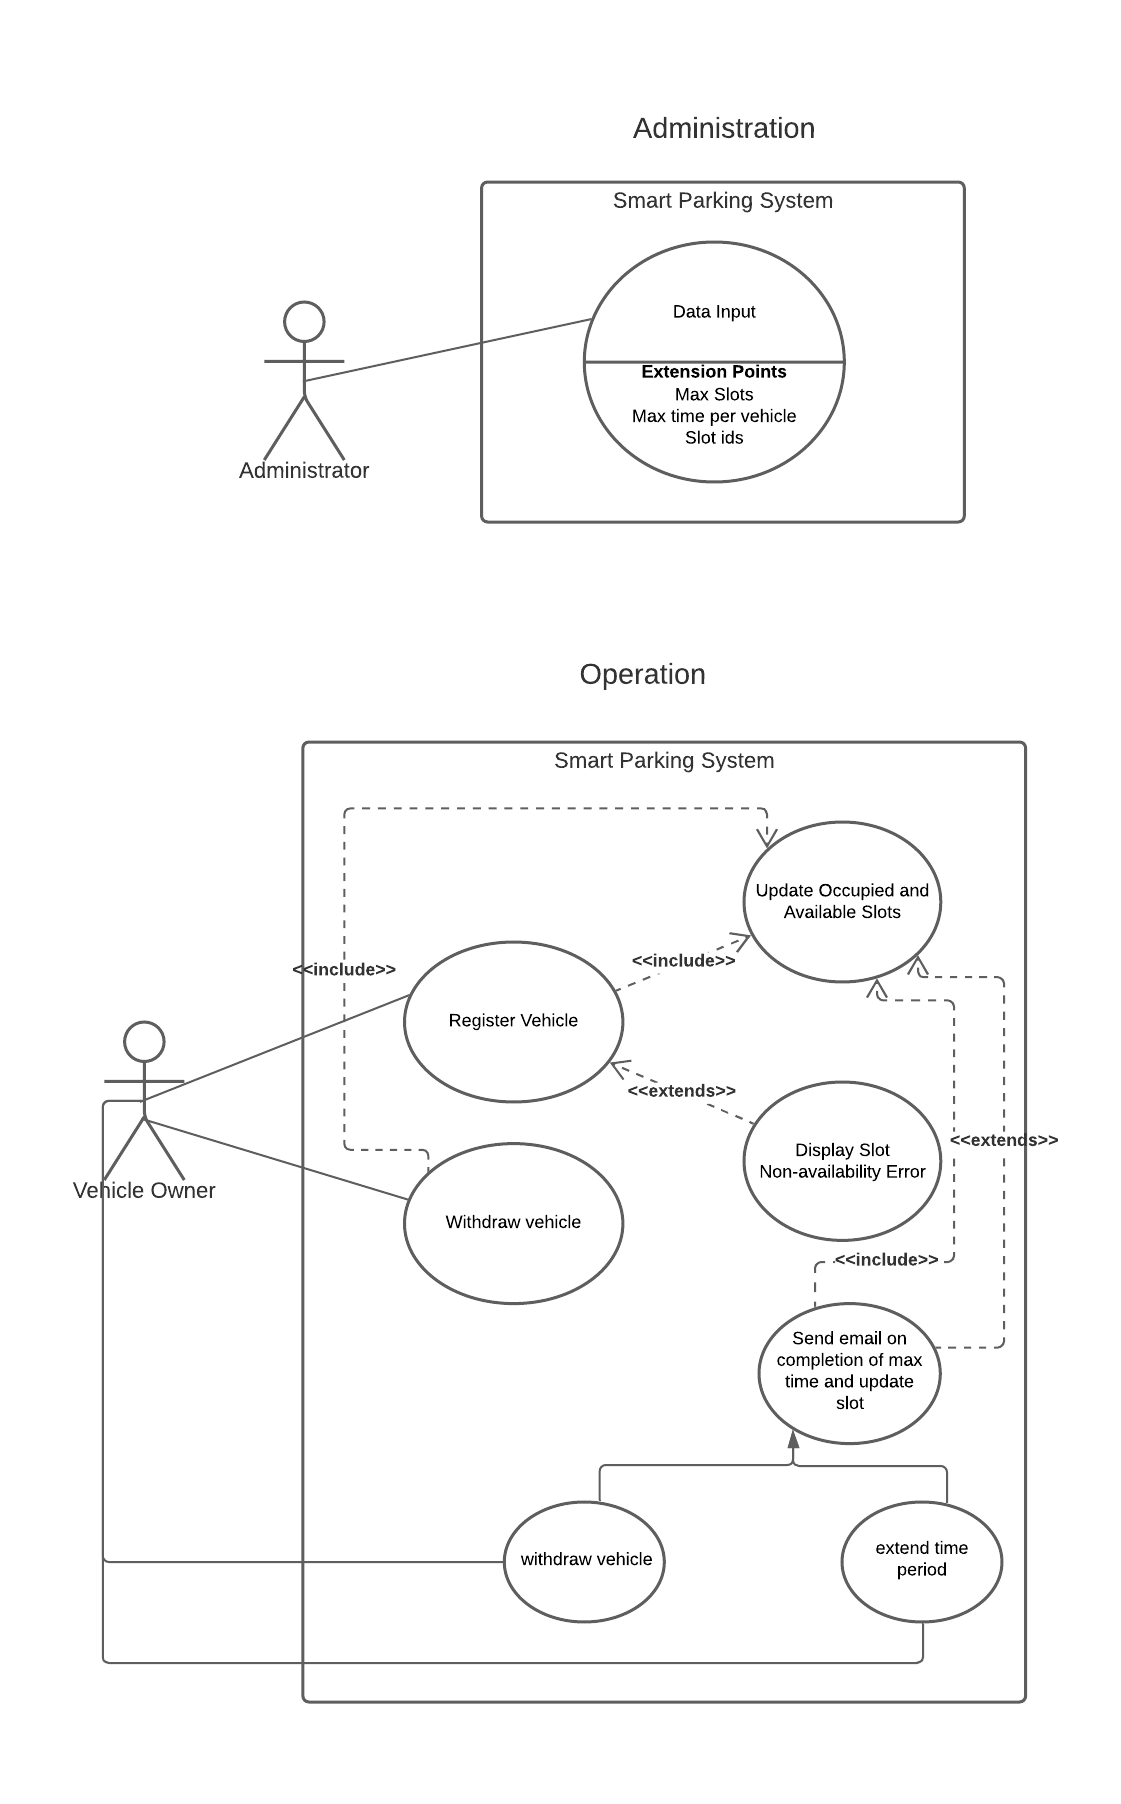 Administration
Smart Parking System
Data Input
Extension Points
Max Slots
Max time per vehicle
Slot ids
Administrator
Operation
Smart Parking System
Update Occupied and
Available Slots
<<include>>
<<include>>
Register Vehicle
<<extends>>
Display Slot
Non-availability Error
<<extends>>
Vehicle Owner
Withdraw vehicle
<<include>>
Send email on
completion of max
time and update
slot
withdraw vehicle
extend time
period